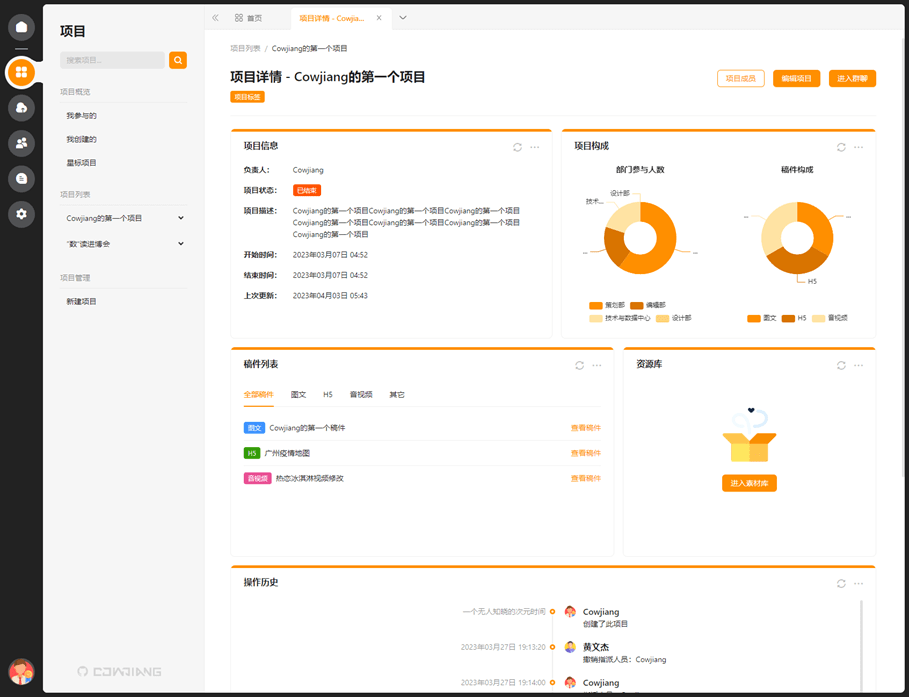 项目
搜索项目...
项目概览
我参与的
我创建的
星标项目
项目列表
Cowjiang的第一个项目
"数"读进博会
项目管理
新建项目
COWJIANG
首页
项目详情 - Cowjia...
项目列表 / Cowjiang的第一个项目
项目详情 - Cowjiang的第一个项目
项目标签
项目成员
编辑项目
进入群聊
项目信息
负责人： Cowjiang
项目状态： 已结束
项目描述： Cowjiang的第一个项目Cowjiang的第一个项目Cowjiang的第一个项目
Cowjiang的第一个项目Cowjiang的第一个项目Cowjiang的第一个项目
Cowjiang的第一个项目
开始时间： 2023年03月07日 04:52
结束时间： 2023年03月07日 04:52
上次更新： 2023年04月03日 05:43
项目构成
部门参与人数
设计部
技术...
...
...
策划部 编辑部
技术与数据中心 设计部
稿件构成
...
...
H5
图文 H5 音视频
稿件列表
全部稿件 图文 H5 音视频 其它
图文 Cowjiang的第一个稿件 查看稿件
H5 广州疫情地图 查看稿件
音视频 热恋冰淇淋视频修改 查看稿件
资源库
进入素材库
操作历史
一个无人知晓的次元时间
Cowjiang
创建了此项目
2023年03月27日 19:13:20
黄文杰
撤销指派人员：Cowjiang
2023年03月27日 19:14:00
Cowjiang